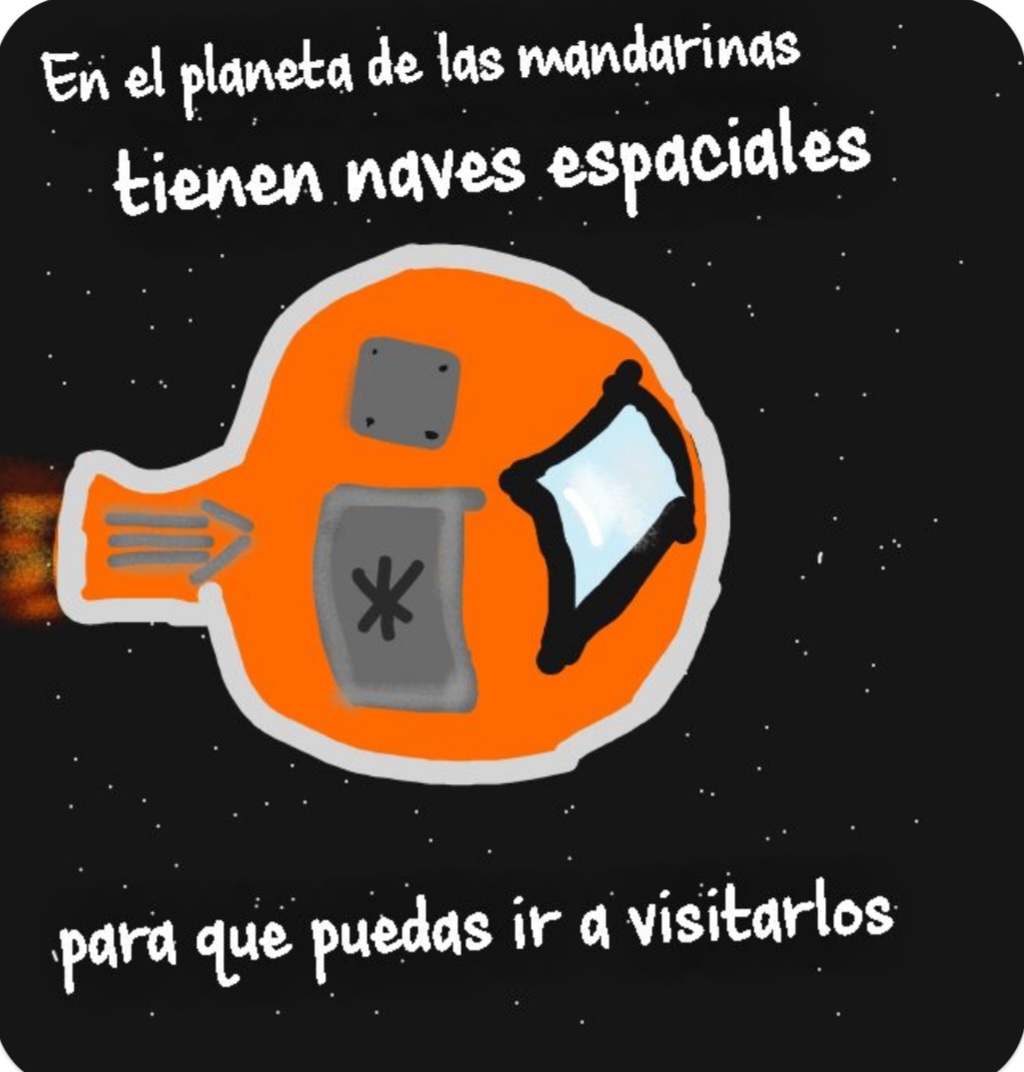 En el planeta de las mandarinas
tienen naves espaciales
para que puedas ir a visitarlos